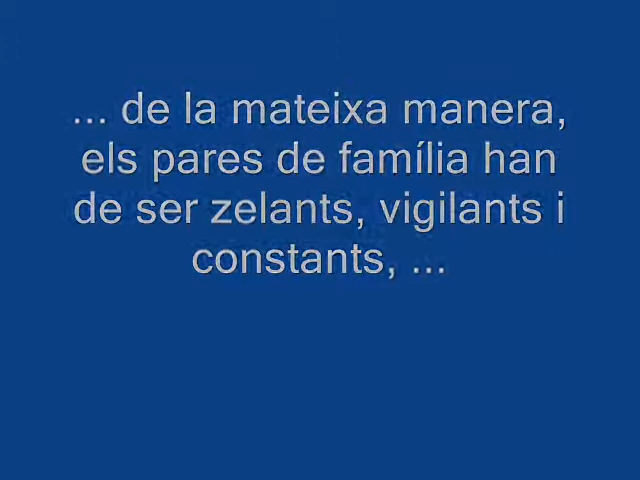 ... de la mateixa manera,
els pares de família han
de ser zelants, vigilants i
constants, ...